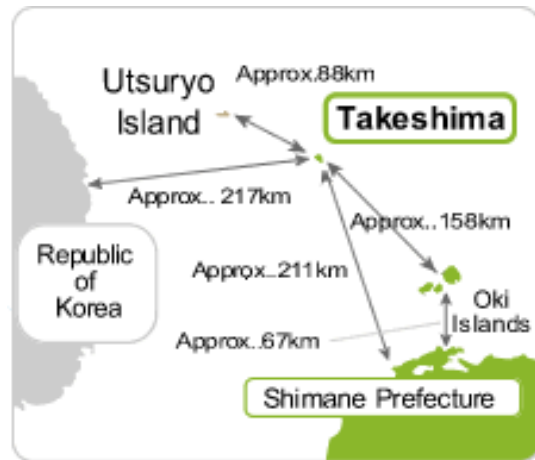 Approx.88km
Utsuryo
Island
Takeshima
Approx.. 217km
Approx..158km
Republic
of
Korea
Approx..211km
Oki
Islands
Approx..67km
Shimane Prefecture